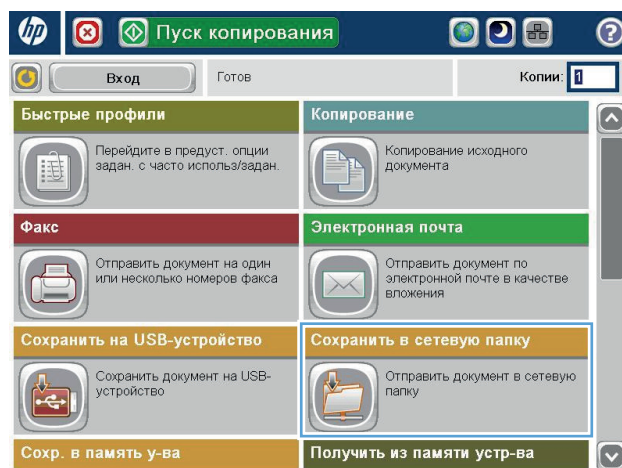 hp
Пуск копирования
?
Вход
Готов
Копии: 1
Быстрые профили
Перейдите в предуст. опции
задан. с часто использ/задан.
Копирование
Копирование исходного
документа
Факс
Отправить документ на один
или несколько номеров факса
Электронная почта
Отправить документ по
электронной почте в качестве
вложения
Сохранить на USB-устройство
Сохранить документ на USB-
устройство
Сохранить в сетевую папку
Отправить документ в сетевую
папку
Сохр. в память у-ва
Получить из памяти устр-ва